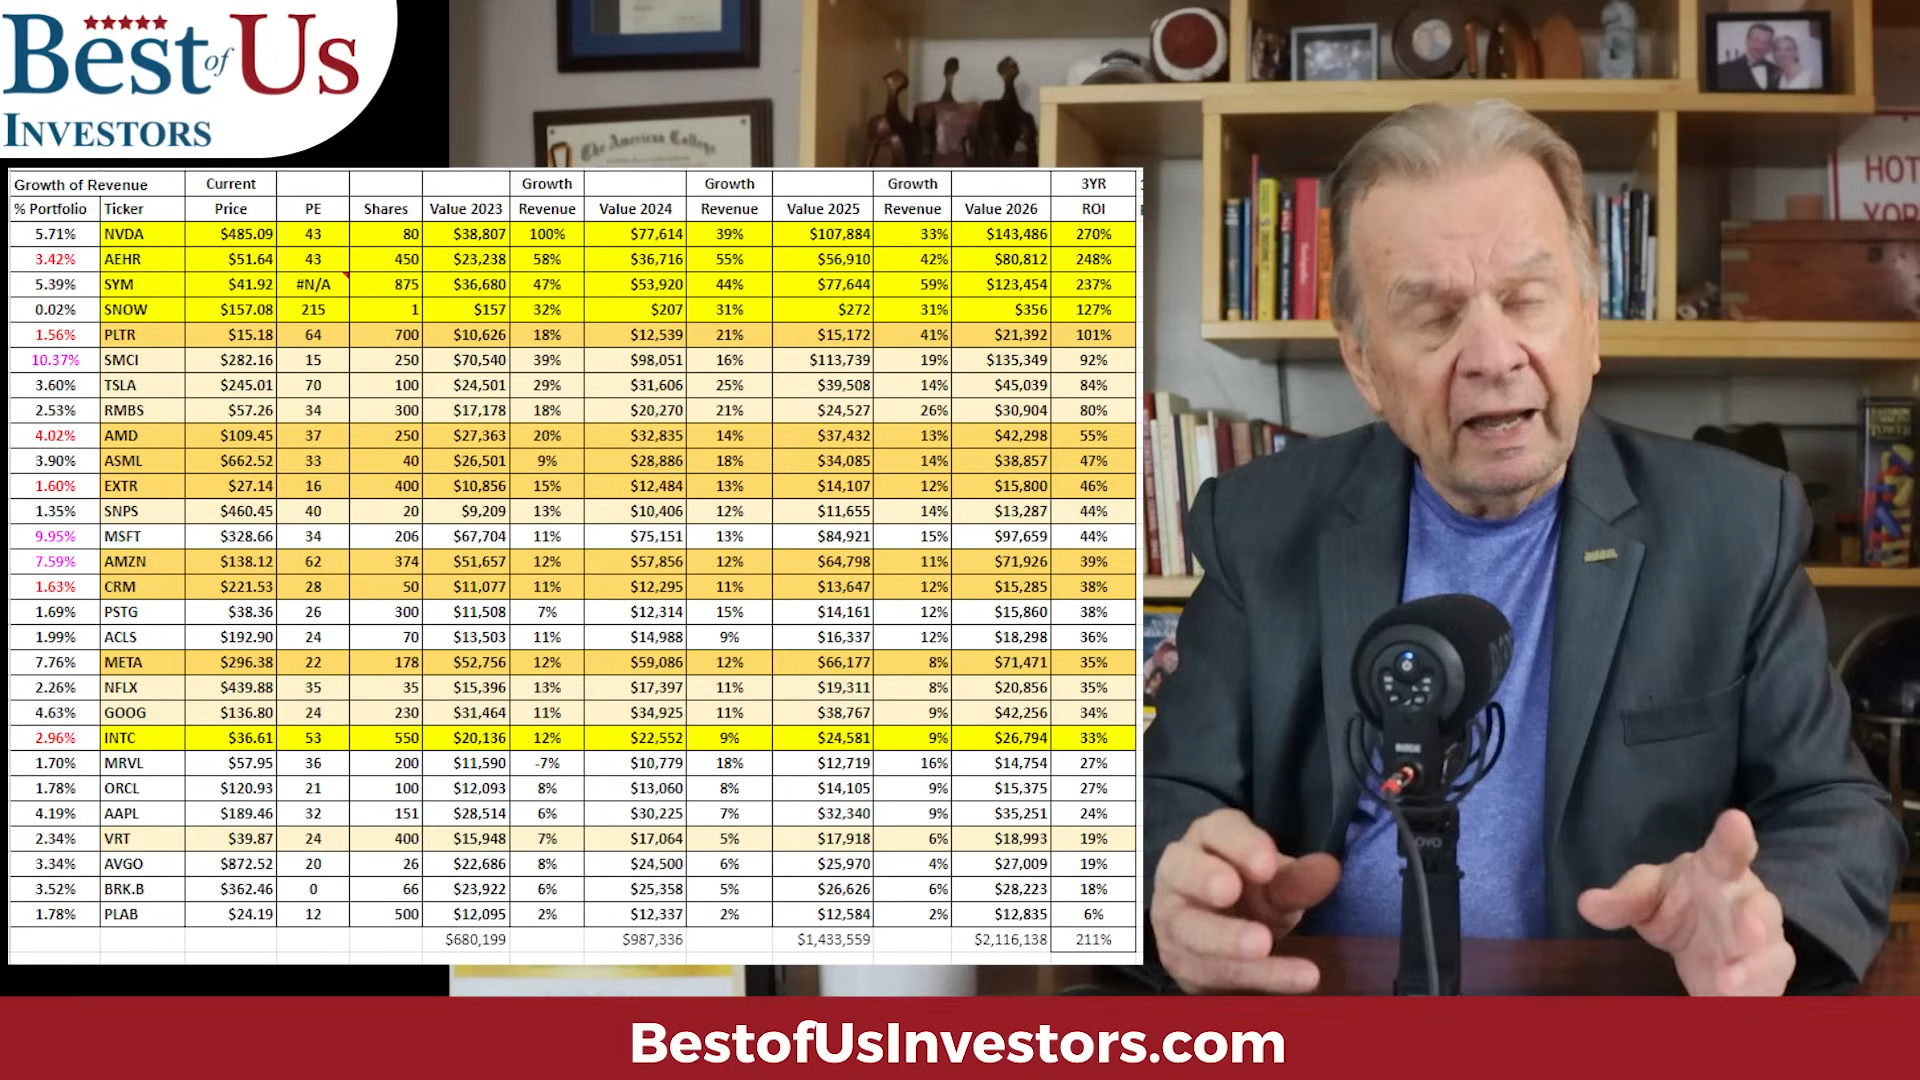 Best of Us
INVESTORS
The American College
HOT
Growth of Revenue Current Growth Growth Growth 3YR
% Portfolio Ticker Price PE Shares Value 2023 Revenue Value 2024 Revenue Value 2025 Revenue Value 2026 ROI
5.71% NVDA $485.09 43 80 $38,807 100% $77,614 39% $107,884 33% $143,486 270%
3.42% AEHR $51.64 43 450 $23,238 58% $36,716 55% $56,910 42% $80,812 248%
5.39% SYM $41.92 #N/A 875 $36,680 47% $53,920 44% $77,644 59% $123,454 237%
0.02% SNOW $157.08 215 1 $157 32% $207 31% $272 31% $356 127%
1.56% PLTR $15.18 64 700 $10,626 18% $12,539 21% $15,172 41% $21,392 101%
10.37% SMCI $282.16 15 250 $70,540 39% $98,051 16% $113,739 19% $135,349 92%
3.60% TSLA $245.01 70 100 $24,501 29% $31,606 25% $39,508 14% $45,039 84%
2.53% RMBS $57.26 34 300 $17,178 18% $20,270 21% $24,527 26% $30,904 80%
4.02% AMD $109.45 37 250 $27,363 20% $32,835 14% $37,432 13% $42,298 55%
3.90% ASML $662.52 33 40 $26,501 9% $28,886 18% $34,085 14% $38,857 47%
1.60% EXTR $27.14 16 400 $10,856 15% $12,484 13% $14,107 12% $15,800 46%
1.35% SNPS $460.45 40 20 $9,209 13% $10,406 12% $11,655 14% $13,287 44%
9.95% MSFT $328.66 34 206 $67,704 11% $75,151 13% $84,921 15% $97,659 44%
7.59% AMZN $138.12 62 374 $51,657 12% $57,856 12% $64,798 11% $71,926 39%
1.63% CRM $221.53 28 50 $11,077 11% $12,295 11% $13,647 12% $15,285 38%
1.69% PSTG $38.36 26 300 $11,508 7% $12,314 15% $14,161 12% $15,860 38%
1.99% ACLS $192.90 24 70 $13,503 11% $14,988 9% $16,337 12% $18,298 36%
7.76% META $296.38 22 178 $52,756 12% $59,086 12% $66,177 8% $71,471 35%
2.26% NFLX $439.88 35 35 $15,396 13% $17,397 11% $19,311 8% $20,856 35%
4.63% GOOG $136.80 24 230 $31,464 11% $34,925 11% $38,767 9% $42,256 34%
2.96% INTC $36.61 53 550 $20,136 12% $22,552 9% $24,581 9% $26,794 33%
1.70% MRVL $57.95 36 200 $11,590 -7% $10,779 18% $12,719 16% $14,754 27%
1.78% ORCL $120.93 21 100 $12,093 8% $13,060 8% $14,105 9% $15,375 27%
4.19% AAPL $189.46 32 151 $28,514 6% $30,225 7% $32,340 9% $35,251 24%
2.34% VRT $39.87 24 400 $15,948 7% $17,064 5% $17,918 6% $18,993 19%
3.34% AVGO $872.52 20 26 $22,686 8% $24,500 6% $25,970 4% $27,009 19%
3.52% BRK.B $362.46 0 66 $23,922 6% $25,358 5% $26,626 6% $28,223 18%
1.78% PLAB $24.19 12 500 $12,095 2% $12,337 2% $12,584 2% $12,835 6%
$680,199 $987,336 $1,433,559 $2,116,138 211%
RODE
BestofUsInvestors.com